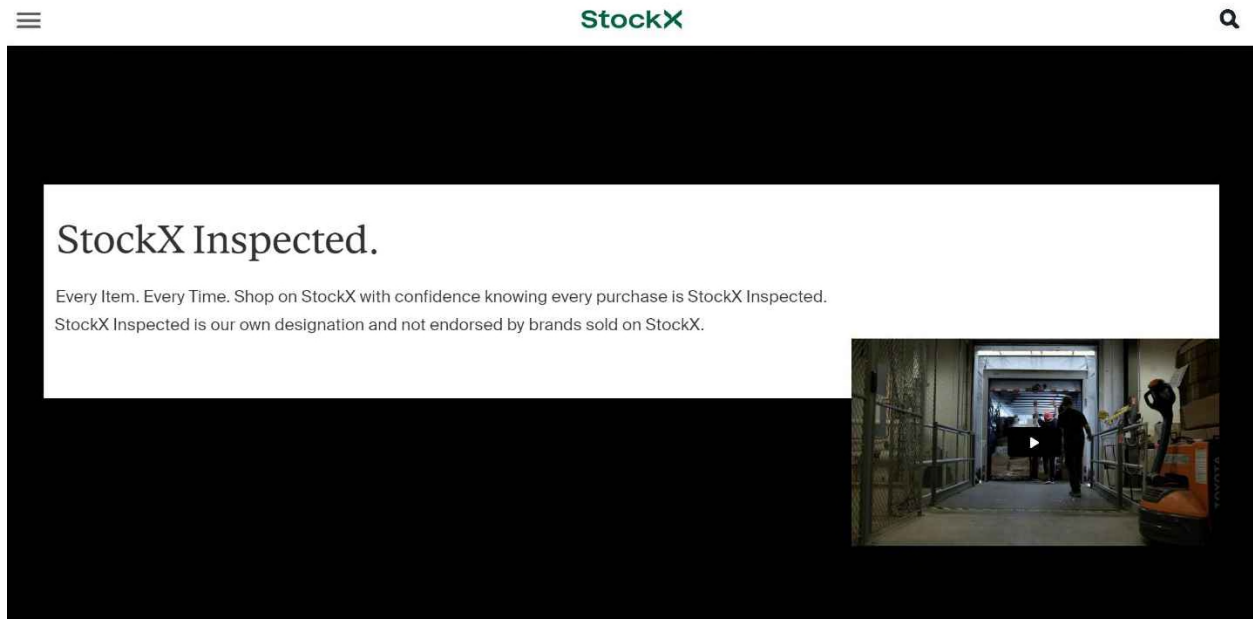 StockX
StockX Inspected.
Every Item. Every Time. Shop on StockX with confidence knowing every purchase is StockX Inspected.
StockX Inspected is our own designation and not endorsed by brands sold on StockX.
TOYOTA